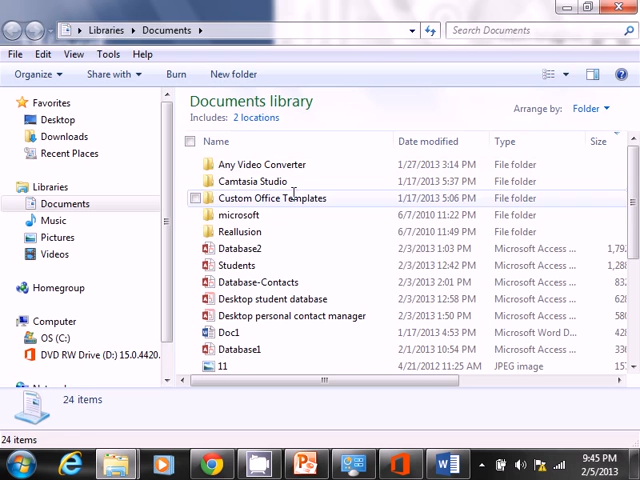 Libraries Documents Search Documents
File Edit View Tools Help
Organize Share with Burn New folder
Favorites
Desktop
Downloads
Recent Places
Libraries
Documents
Music
Pictures
Videos
Homegroup
Computer
OS (C:)
DVD RW Drive (D:) 15.0.4420.
Documents library
Includes: 2 locations
Arrange by: Folder
Name Date modified Type Size
Any Video Converter 1/27/2013 3:14 PM File folder
Camtasia Studio 1/17/2013 5:37 PM File folder
Custom Office Templates 1/17/2013 5:06 PM File folder
microsoft 6/7/2010 11:22 PM File folder
Reallusion 6/7/2010 11:49 PM File folder
Database2 2/3/2013 1:03 PM Microsoft Access ... 1,79
Students 2/3/2013 12:42 PM Microsoft Access ... 1,28
Database-Contacts 2/3/2013 2:01 PM Microsoft Access ... 83
Desktop student database 2/3/2013 12:58 PM Microsoft Access ... 62
Desktop personal contact manager 2/3/2013 1:50 PM Microsoft Access ... 58
Doc1 1/17/2013 4:53 PM Microsoft Word D...
Database1 2/1/2013 10:54 PM Microsoft Access ... 33
11 4/21/2012 11:25 AM JPEG image 15
24 items
24 items
9:45 PM
2/5/2013